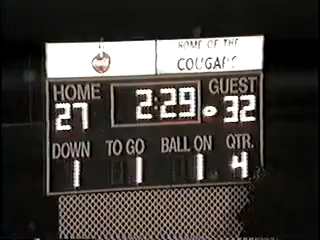 HOME OF THE
COUGARS
HOME 2:29 GUEST
27 32
DOWN TO GO BALL ON QTR.
1 1 1 4